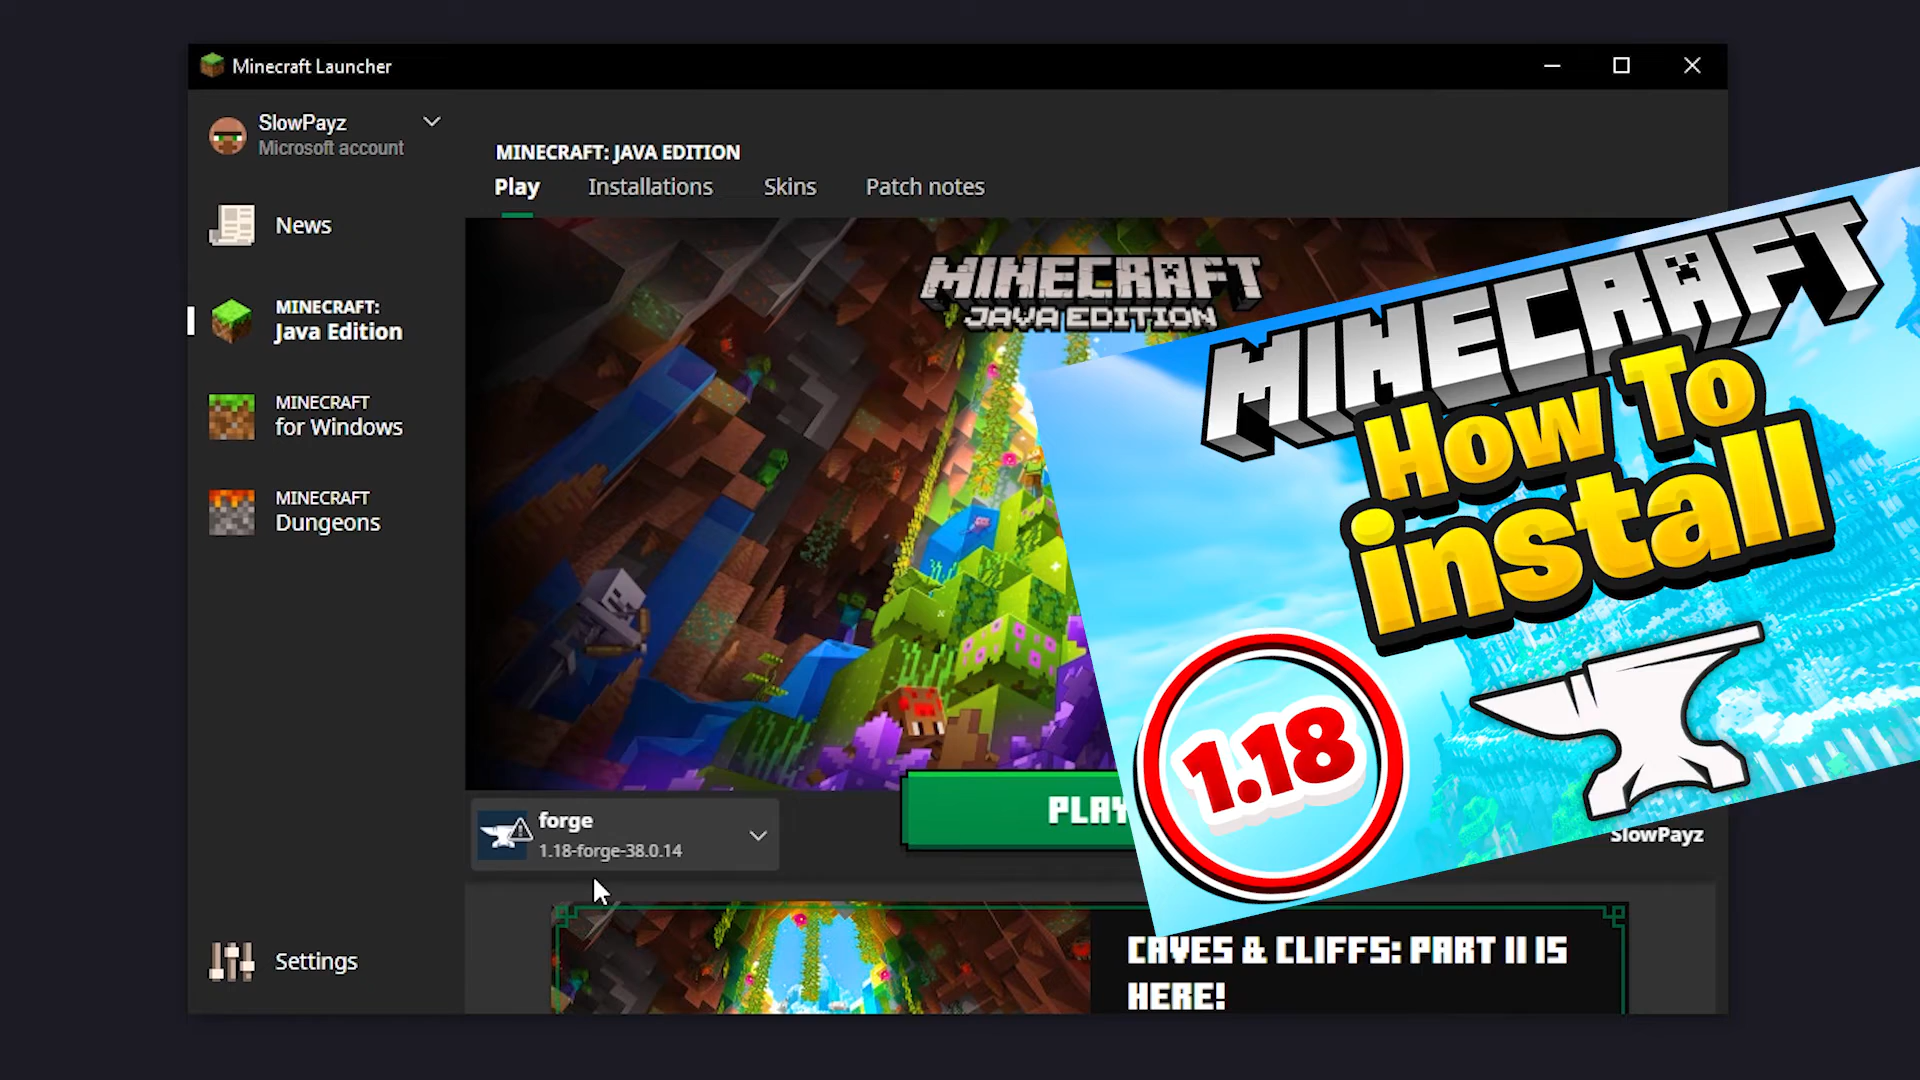 Minecraft Launcher
SlowPayz
Microsoft account
News
MINECRAFT:
Java Edition
MINECRAFT
for Windows
MINECRAFT
Dungeons
Settings
MINECRAFT: JAVA EDITION
Play Installations Skins Patch notes
MINECRAFT
JAVA EDITION
MINECRAFT
How To
install
1.18
forge
1.18-forge-38.0.14
PLAY
SlowPayz
CAVES & CLIFFS: PART II IS
HERE!